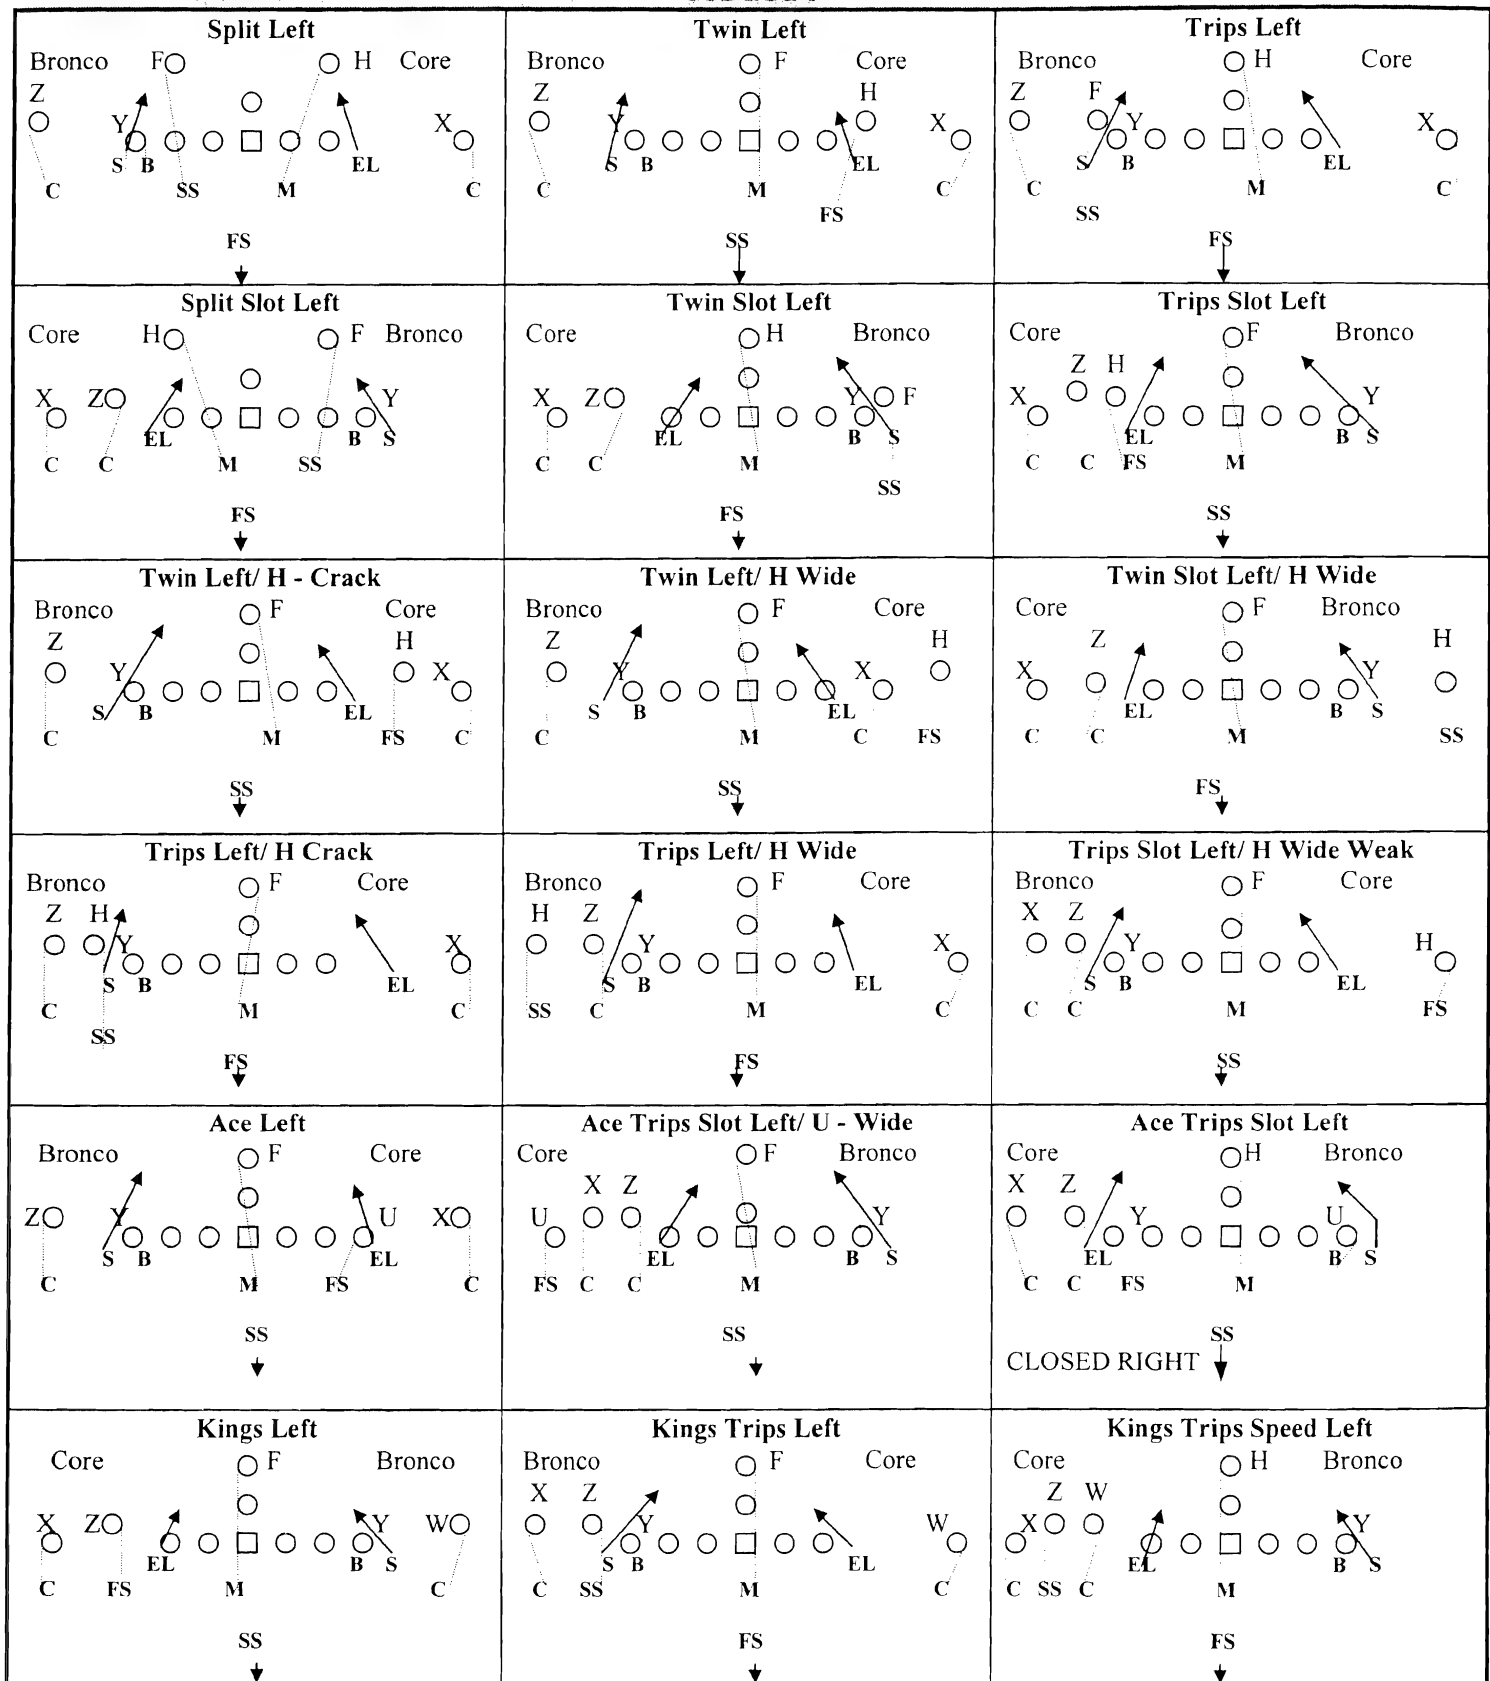 Split Left
Bronco F H Core
Z
Y X
S B EL
C SS M C
FS
Twin Left
Bronco F Core
Z H
Y X
S B EL
C M C
FS
SS
Trips Left
Bronco H Core
Z F
Y X
S B EL
C M C
SS
FS
Split Slot Left
Core H F Bronco
X Z Y
EL B S
C C M SS
FS
Twin Slot Left
Core H Bronco
X Z Y F
EL B S
C C M
SS
FS
Trips Slot Left
Core F Bronco
Z H
X Y
EL B S
C C FS M
SS
Twin Left/ H - Crack
Bronco F Core
Z H
Y X
S B EL
C M FS C
SS
Twin Left/ H Wide
Bronco F Core
Z H
Y X
S B EL
C M C FS
SS
Twin Slot Left/ H Wide
Core F Bronco
Z H
X Y
EL B S
C C M SS
FS
Trips Left/ H Crack
Bronco F Core
Z H
Y X
S B EL
C M C
SS
FS
Trips Left/ H Wide
Bronco F Core
H Z
Y X
S B EL
SS C M C
FS
Trips Slot Left/ H Wide Weak
Bronco F Core
X Z
Y H
S B EL
C C M FS
SS
Ace Left
Bronco F Core
Z Y U X
S B EL
C M FS C
SS
Ace Trips Slot Left/ U - Wide
Core F Bronco
X Z
U Y
EL B S
FS C C M
SS
Ace Trips Slot Left
Core H Bronco
X Z
Y U
EL B S
C C FS M
SS
CLOSED RIGHT
Kings Left
Core F Bronco
X Z Y W
EL B S
C FS M C
SS
Kings Trips Left
Bronco F Core
X Z
Y W
S B EL
C SS M C
FS
Kings Trips Speed Left
Core H Bronco
Z W
X Y
EL B S
C SS C M
FS